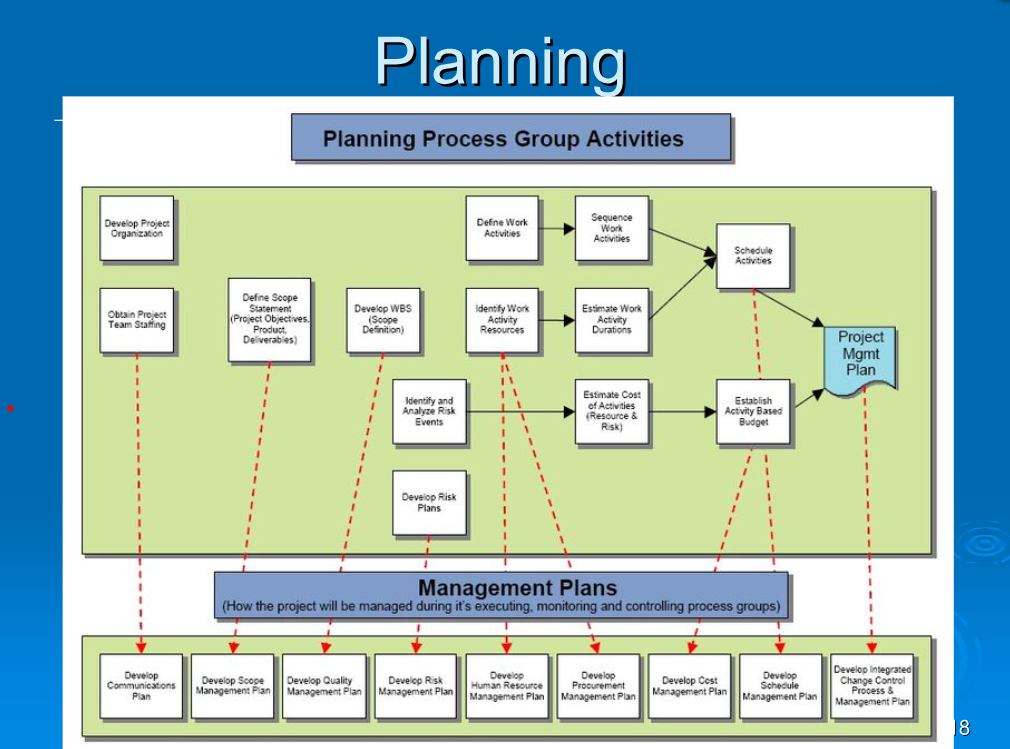 Planning
Planning Process Group Activities
Develop Project
Organization
Define Work
Activities
Sequence
Work
Activities
Schedule
Activities
Obtain Project
Team Staffing
Define Scope
Statement
(Project Objectives,
Product,
Deliverables)
Develop WBS
(Scope
Definition)
Identify Work
Activity
Resources
Estimate Work
Activity
Durations
Project
Mgmt
Plan
Identify and
Analyze Risk
Events
Estimate Cost
of Activities
(Resource &
Risk)
Establish
Activity Based
Budget
Develop Risk
Plans
Management Plans
(How the project will be managed during it's executing, monitoring and controlling process groups)
Develop
Communications
Plan
Develop Scope
Management Plan
Develop Quality
Management Plan
Develop Risk
Management Plan
Develop
Human Resource
Management Plan
Develop
Procurement
Management Plan
Develop Cost
Management Plan
Develop
Schedule
Management Plan
Develop Integrated
Change Control
Process &
Management Plan
18